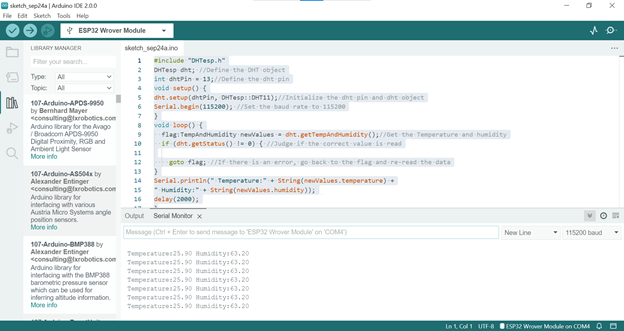 sketch_sep24a | Arduino IDE 2.0.0
File Edit Sketch Tools Help
ESP32 Wrover Module
LIBRARY MANAGER
Filter your search...
Type: All
Topic: All
107-Arduino-APDS-9950
by Bernhard Mayer
<consulting@lxrobotics.com
Arduino library for the Avago
/ Broadcom APDS-9950
Digital Proximity, RGB and
Ambient Light Sensor
More info
107-Arduino-AS504x by
Alexander Entinger
<consulting@lxrobotics.com
Arduino library for
interfacing with various
Austria Micro Systems angle
position sensors.
More info
107-Arduino-BMP388 by
Alexander Entinger
<consulting@lxrobotics.com
Arduino library for
interfacing with the BMP388
barometric pressure sensor
which can be used for
inferring altitude information.
More info
sketch_sep24a.ino
1 #include "DHTesp.h"
2 DHTesp dht; //Define the DHT object
3 int dhtPin = 13;//Define the dht pin
4 void setup() {
5 dht.setup(dhtPin, DHTesp::DHT11);//Initialize the dht pin and dht object
6 Serial.begin(115200); //Set the baud rate to 115200
7 }
8 void loop() {
9 flag:TempAndHumidity newValues = dht.getTempAndHumidity();//Get the Temperature and humidity
10 if (dht.getStatus() != 0) { //Judge if the correct value is read
11
12 goto flag; //If there is an error, go back to the flag and re-read the data
13 }
14 Serial.println(" Temperature:" + String(newValues.temperature) +
15 " Humidity:" + String(newValues.humidity));
16 delay(2000);
Output Serial Monitor
Message (Ctrl + Enter to send message to 'ESP32 Wrover Module' on 'COM4') New Line 115200 baud
Temperature:25.90 Humidity:63.20
Temperature:25.90 Humidity:63.20
Temperature:25.90 Humidity:63.20
Temperature:25.90 Humidity:63.20
Temperature:25.90 Humidity:63.20
Temperature:25.90 Humidity:63.20
Temperature:25.90 Humidity:63.20
Ln 1, Col 1 UTF-8 ESP32 Wrover Module on COM4